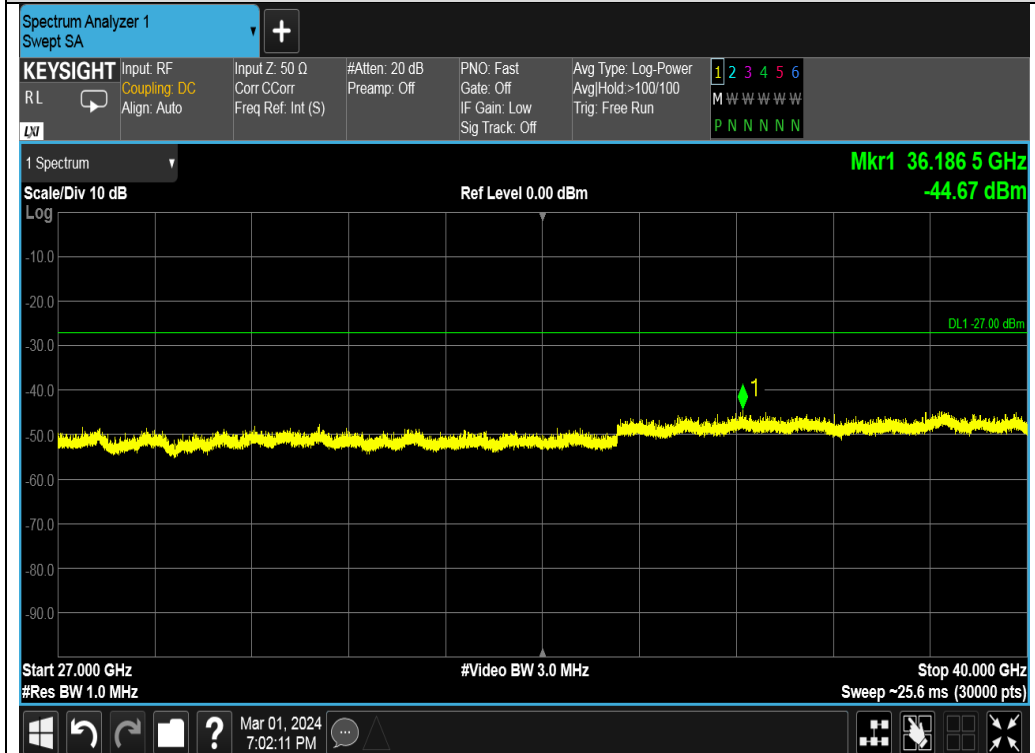 Spectrum Analyzer 1
Swept SA
+
KEYSIGHT
R L
LXI
Input: RF
Coupling: DC
Align: Auto
Input Z: 50 Ω
Corr CCorr
Freq Ref: Int (S)
#Atten: 20 dB
Preamp: Off
PNO: Fast
Gate: Off
IF Gain: Low
Sig Track: Off
Avg Type: Log-Power
Avg|Hold:>100/100
Trig: Free Run
1 2 3 4 5 6
M W W W W W
P N N N N N
1 Spectrum
Mkr1 36.186 5 GHz
Scale/Div 10 dB
Ref Level 0.00 dBm
-44.67 dBm
Log
-10.0
-20.0
DL1 -27.00 dBm
-30.0
-40.0
1
-50.0
-60.0
-70.0
-80.0
-90.0
Start 27.000 GHz
#Video BW 3.0 MHz
Stop 40.000 GHz
#Res BW 1.0 MHz
Sweep ~25.6 ms (30000 pts)
?
Mar 01, 2024
7:02:11 PM